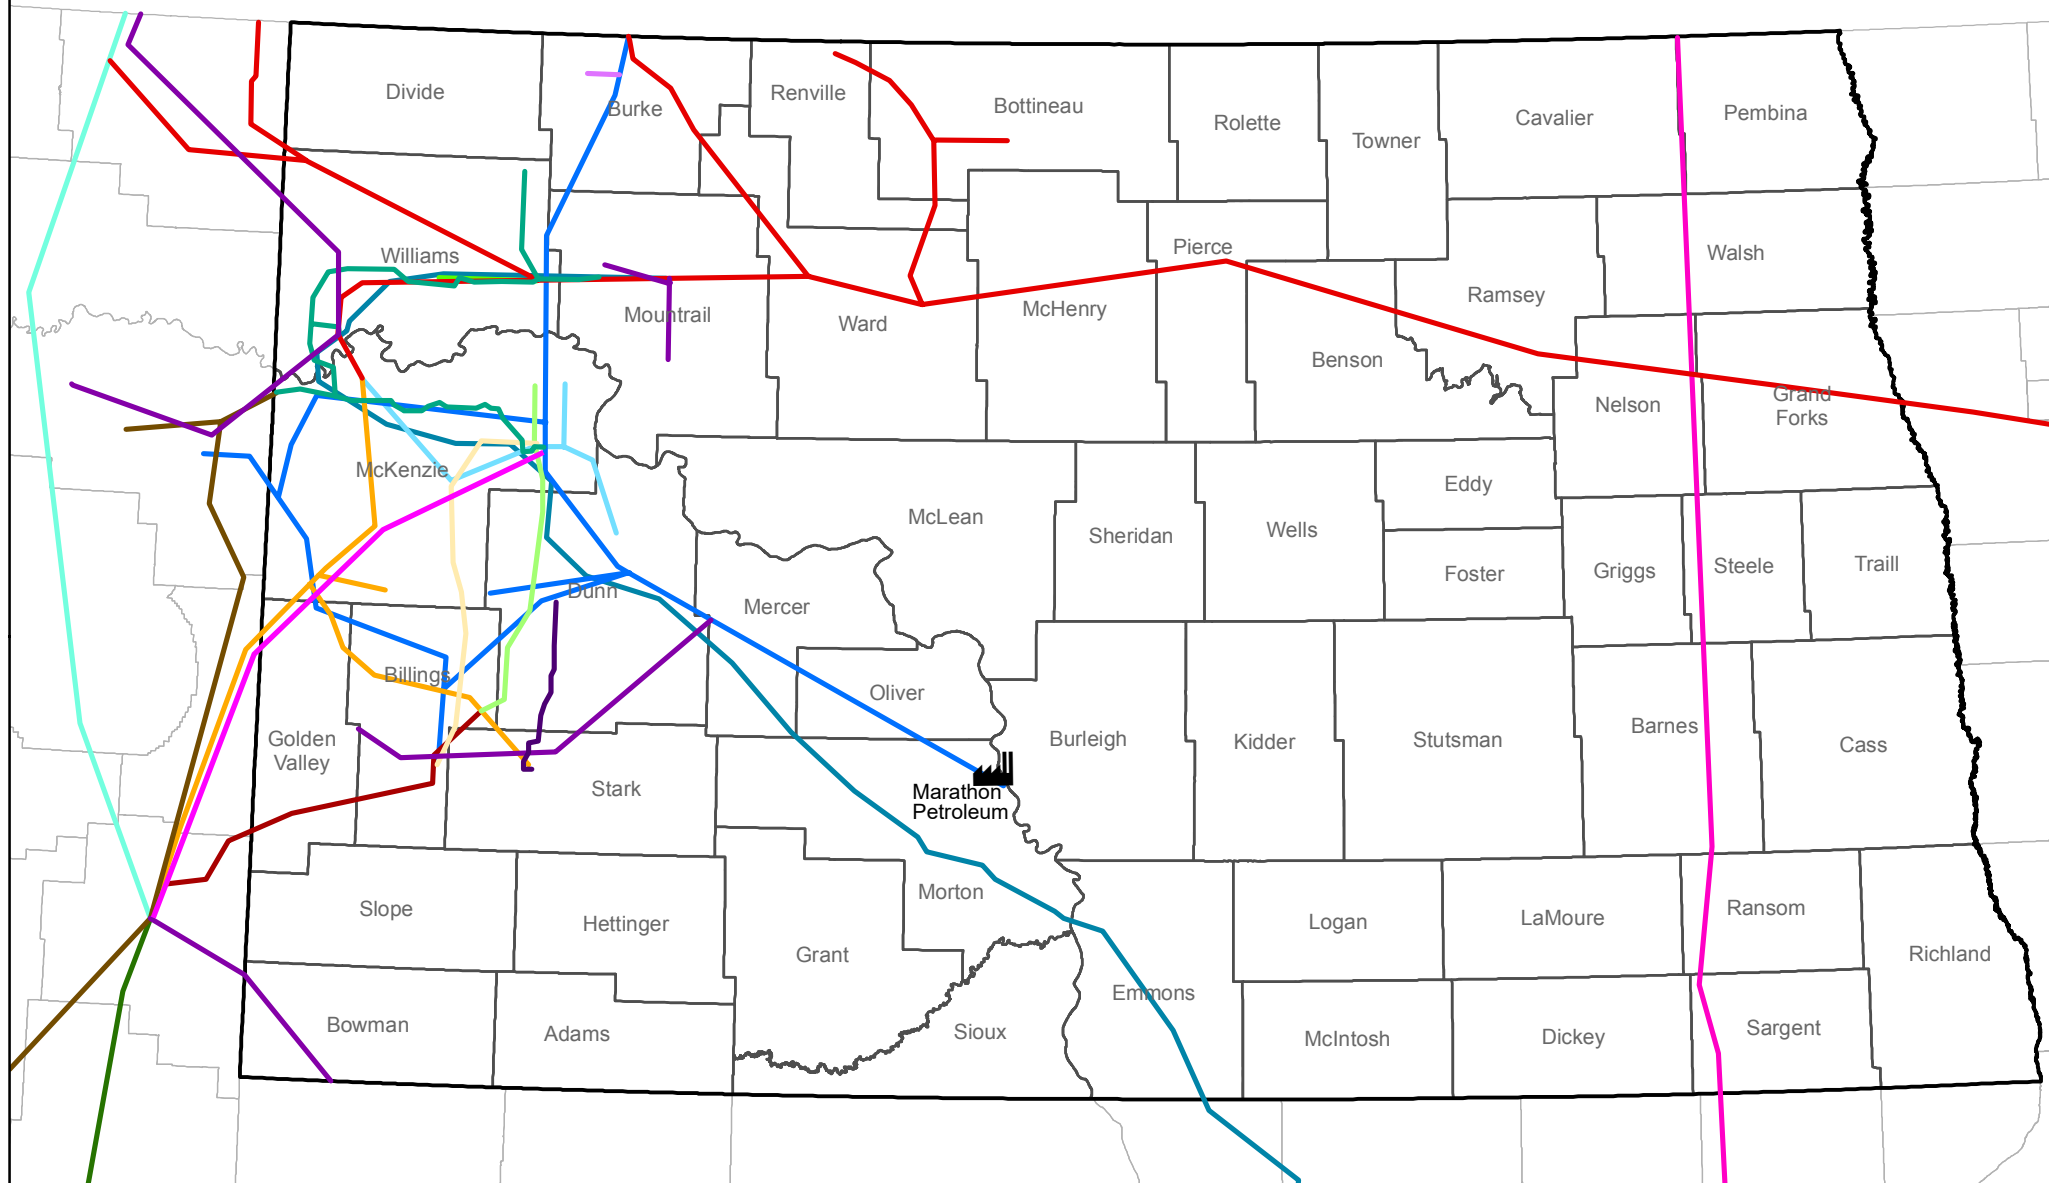 Divide
Burke
Renville
Bottineau
Rolette
Towner
Cavalier
Pembina
Williams
Mountrail
Ward
McHenry
Pierce
Benson
Ramsey
Walsh
Nelson
Grand
Forks
McKenzie
McLean
Sheridan
Wells
Eddy
Foster
Griggs
Steele
Traill
Dunn
Mercer
Oliver
Billings
Golden
Valley
Stark
Marathon
Petroleum
Burleigh
Kidder
Stutsman
Barnes
Cass
Slope
Hettinger
Grant
Morton
Logan
LaMoure
Ransom
Richland
Bowman
Adams
Sioux
Emmons
McIntosh
Dickey
Sargent